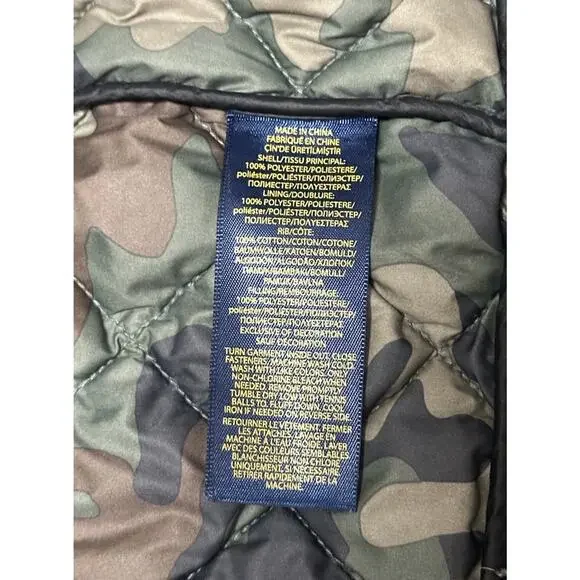 MADE IN CHINA
FABRIQUÉ EN CHINE
ÇİN'DE ÜRETİLMİŞTİR
SHELL/TISSU PRINCIPAL:
100% POLYESTER/POLIESTERE/
poliéster/POLIÉSTER/ПОЛИЭСТЕР/
ПОЛИЕСТЕР/ΠΟΛΥΕΣΤΕΡΑΣ
LINING/DOUBLURE:
100% POLYESTER/POLIESTERE/
poliéster/POLIÉSTER/ПОЛИЭСТЕР/
ПОЛИЕСТЕР/ΠΟΛΥΕΣΤΕΡΑΣ
RIB/CÔTE:
100% COTTON/COTON/COTONE/
BAUMWOLLE/KATOEN/BOMULD/
ALGODÓN/ALGODÃO/ХЛОПОК/
ПАМУК/ΒΑΜΒΑΚΙ/BOMULL/
PAMUK/BAVLNA
FILLING/REMBOURRAGE:
100% POLYESTER/POLIESTERE/
poliéster/POLIÉSTER/ПОЛИЭСТЕР/
ПОЛИЕСТЕР/ΠΟΛΥΕΣΤΕΡΑΣ
EXCLUSIVE OF DECORATION
SAUF DÉCORATION
TURN GARMENT INSIDE OUT, CLOSE
FASTENERS, MACHINE WASH COLD.
WASH WITH LIKE COLORS. ONLY
NON-CHLORINE BLEACH WHEN
NEEDED. REMOVE PROMPTLY
TUMBLE DRY LOW WITH TENNIS
BALLS TO, FLUFF DOWN. COOL
IRON IF NEEDED ON REVERSE SIDE.
RETOURNER LE VÊTEMENT, FERMER
LES ATTACHES, LAVAGE EN
MACHINE À L'EAU FROIDE. LAVER
AVEC DES COULEURS SEMBLABLES
BLANCHISSEUR NON CHLORÉ
UNIQUEMENT, SI NÉCESSAIRE
RETIRER RAPIDEMENT DE LA
MACHINE.